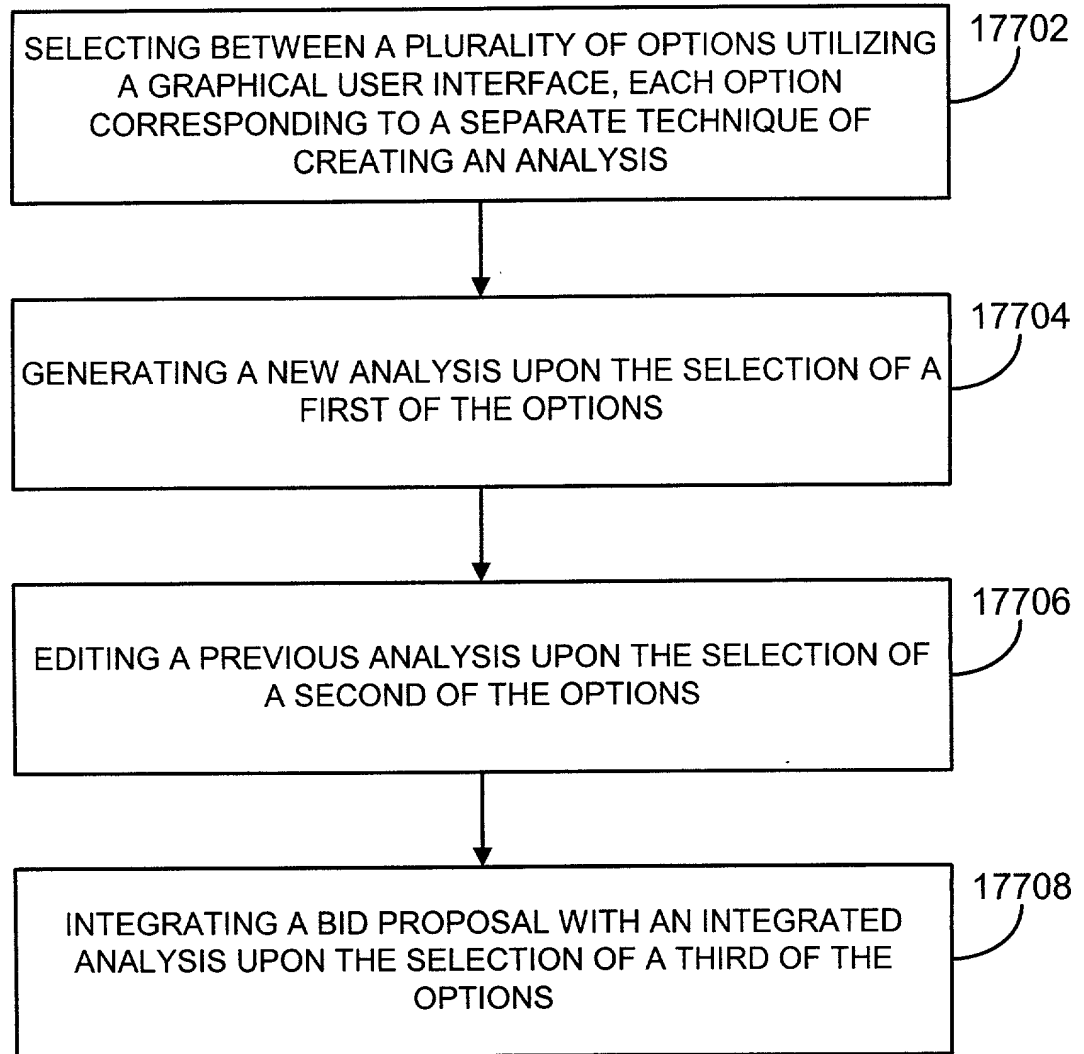 SELECTING BETWEEN A PLURALITY OF OPTIONS UTILIZING
A GRAPHICAL USER INTERFACE, EACH OPTION
CORRESPONDING TO A SEPARATE TECHNIQUE OF
CREATING AN ANALYSIS
17702
GENERATING A NEW ANALYSIS UPON THE SELECTION OF A
FIRST OF THE OPTIONS
17704
EDITING A PREVIOUS ANALYSIS UPON THE SELECTION OF
A SECOND OF THE OPTIONS
17706
INTEGRATING A BID PROPOSAL WITH AN INTEGRATED
ANALYSIS UPON THE SELECTION OF A THIRD OF THE
OPTIONS
17708